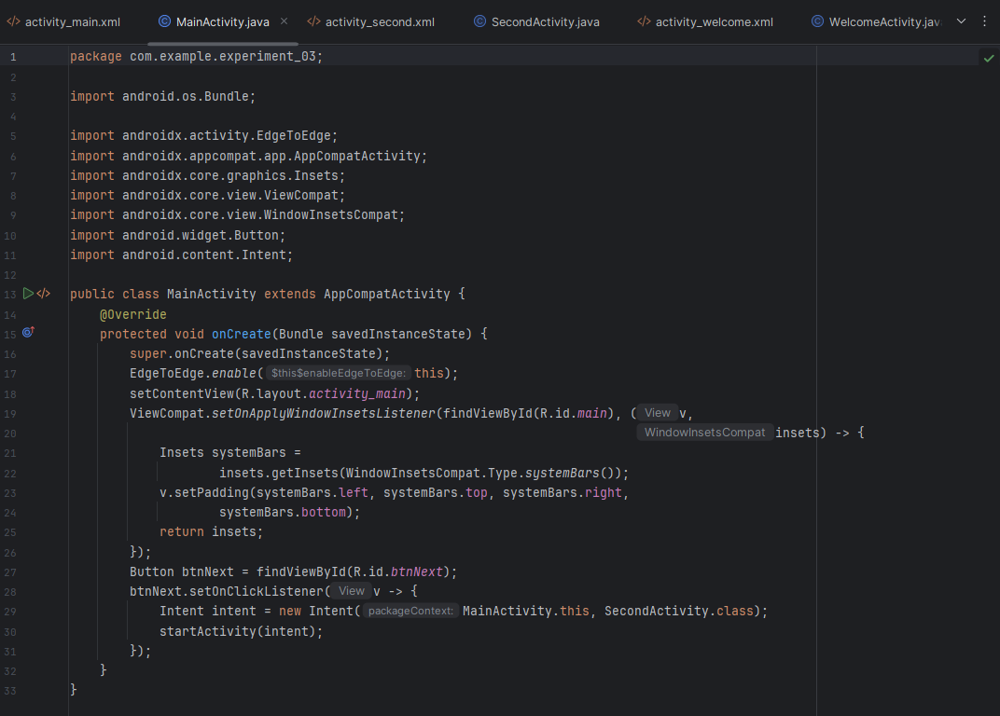 activity_main.xml MainActivity.java activity_second.xml SecondActivity.java activity_welcome.xml WelcomeActivity.jav
1 package com.example.experiment_03;
2
3 import android.os.Bundle;
4
5 import androidx.activity.EdgeToEdge;
6 import androidx.appcompat.app.AppCompatActivity;
7 import androidx.core.graphics.Insets;
8 import androidx.core.view.ViewCompat;
9 import androidx.core.view.WindowInsetsCompat;
10 import android.widget.Button;
11 import android.content.Intent;
12
13 public class MainActivity extends AppCompatActivity {
14 @Override
15 protected void onCreate(Bundle savedInstanceState) {
16 super.onCreate(savedInstanceState);
17 EdgeToEdge.enable( $this$enableEdgeToEdge: this);
18 setContentView(R.layout.activity_main);
19 ViewCompat.setOnApplyWindowInsetsListener(findViewById(R.id.main), ( View v,
20 WindowInsetsCompat insets) -> {
21 Insets systemBars =
22 insets.getInsets(WindowInsetsCompat.Type.systemBars());
23 v.setPadding(systemBars.left, systemBars.top, systemBars.right,
24 systemBars.bottom);
25 return insets;
26 });
27 Button btnNext = findViewById(R.id.btnNext);
28 btnNext.setOnClickListener( View v -> {
29 Intent intent = new Intent( packageContext: MainActivity.this, SecondActivity.class);
30 startActivity(intent);
31 });
32 }
33 }